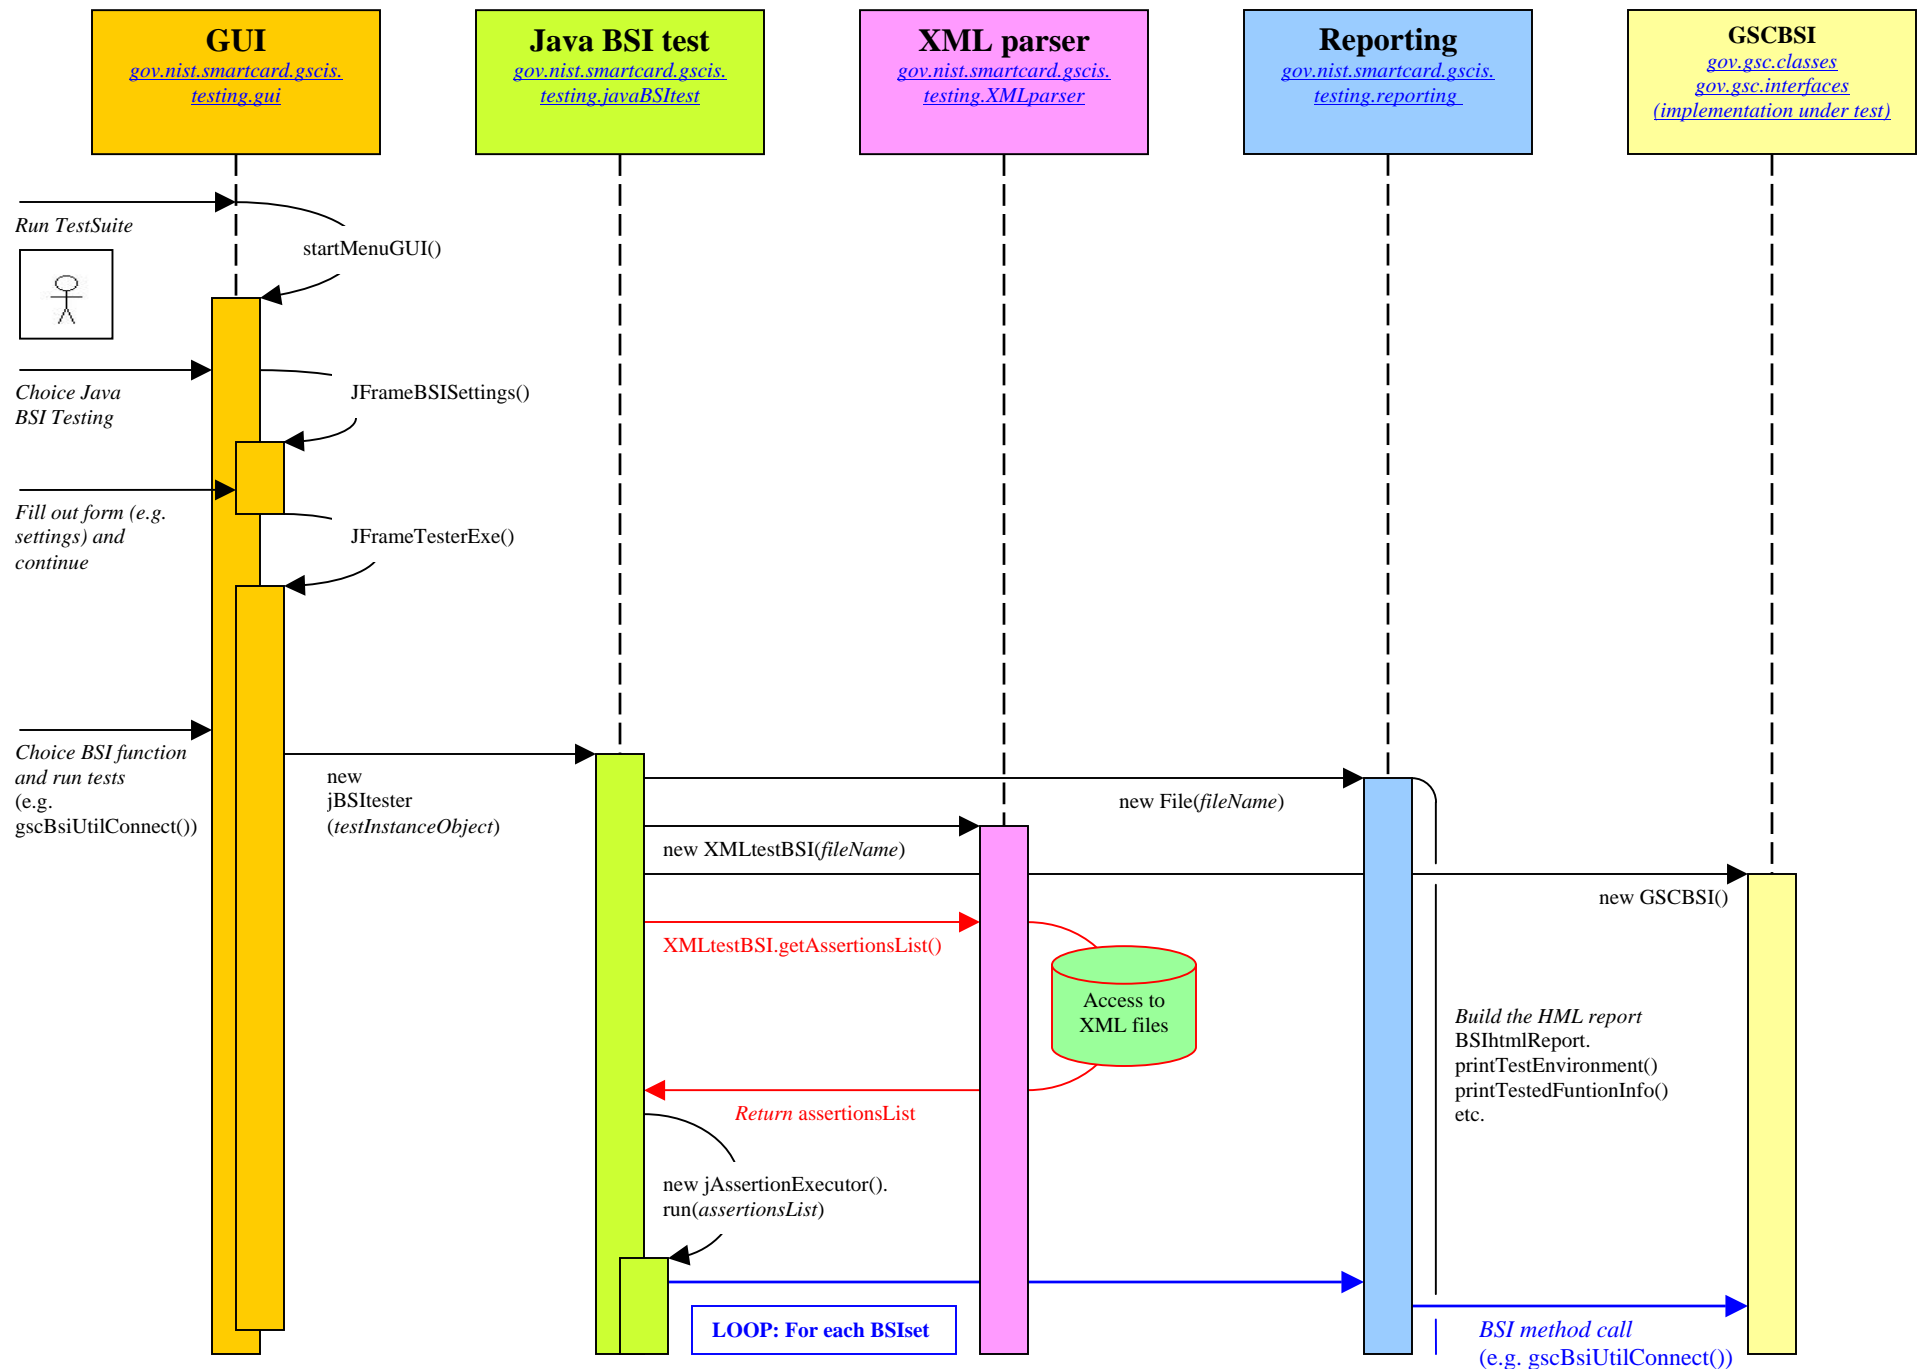 GUI
gov.nist.smartcard.gscis.
testing.gui
Java BSI test
gov.nist.smartcard.gscis.
testing.javaBSItest
XML parser
gov.nist.smartcard.gscis.
testing.XMLparser
Reporting
gov.nist.smartcard.gscis.
testing.reporting
GSCBSI
gov.gsc.classes
gov.gsc.interfaces
(implementation under test)
Run TestSuite
startMenuGUI()
Choice Java
BSI Testing
JFrameBSISettings()
Fill out form (e.g.
settings) and
continue
JFrameTesterExe()
Choice BSI function
and run tests
(e.g.
gscBsiUtilConnect())
new
jBSItester
(testInstanceObject)
new File(fileName)
new XMLtestBSI(fileName)
new GSCBSI()
XMLtestBSI.getAssertionsList()
Access to
XML files
Build the HML report
BSIhtmlReport.
printTestEnvironment()
printTestedFuntionInfo()
etc.
Return assertionsList
new jAssertionExecutor().
run(assertionsList)
LOOP: For each BSIset
BSI method call
(e.g. gscBsiUtilConnect())